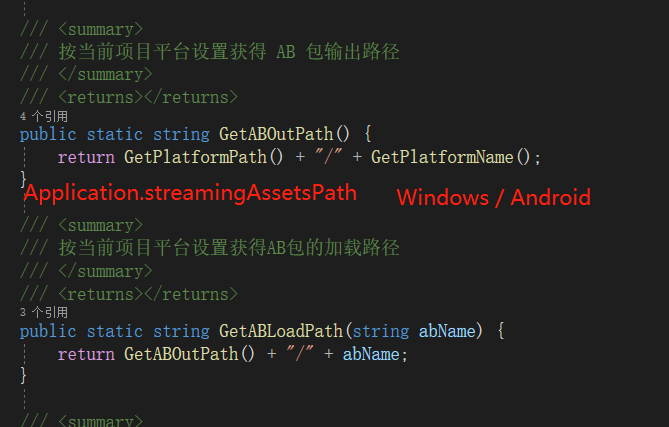 /// <summary>
/// 按当前项目平台设置获得 AB 包输出路径
/// </summary>
/// <returns></returns>
4 个引用
public static string GetABOutPath() {
return GetPlatformPath() + "/" + GetPlatformName();
}
Application.streamingAssetsPath Windows / Android
/// <summary>
/// 按当前项目平台设置获得AB包的加载路径
/// </summary>
/// <returns></returns>
3 个引用
public static string GetABLoadPath(string abName) {
return GetABOutPath() + "/" + abName;
}
/// <summary>